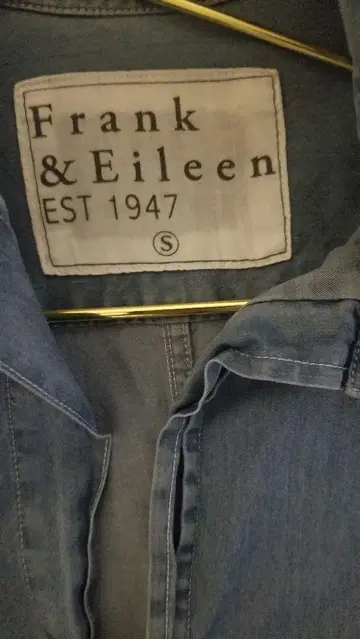 Frank
& Eileen
EST 1947
S